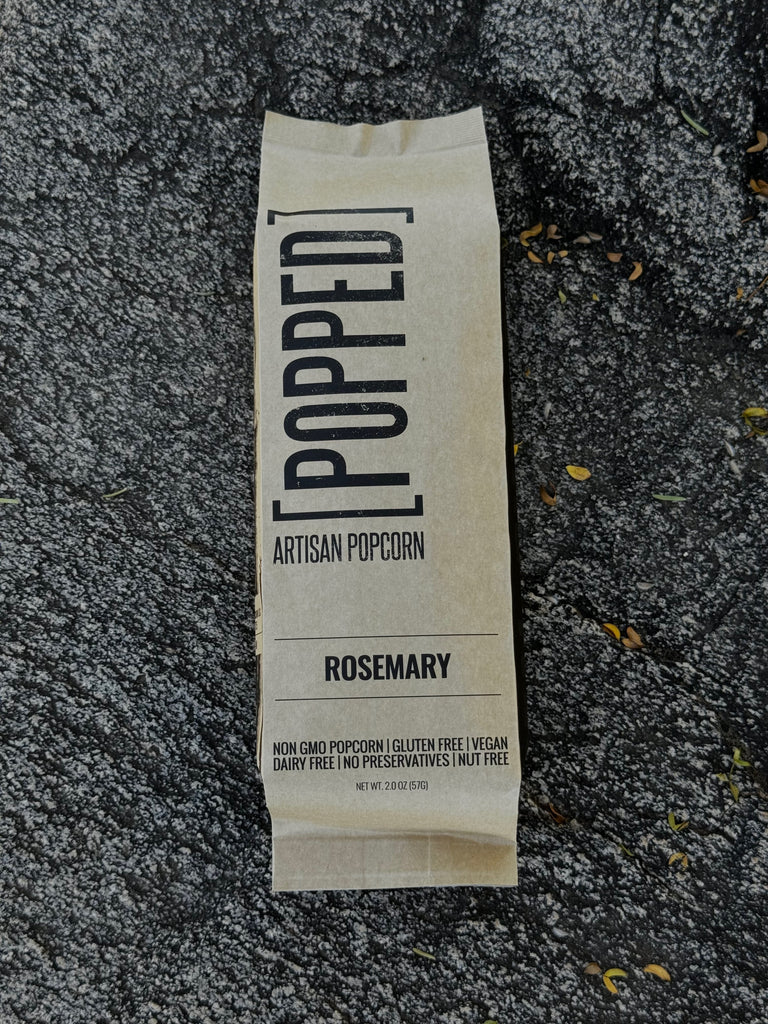 [POPPED]
ARTISAN POPCORN
ROSEMARY
NON GMO POPCORN | GLUTEN FREE | VEGAN
DAIRY FREE | NO PRESERVATIVES | NUT FREE
NET WT. 2.0 OZ (57G)